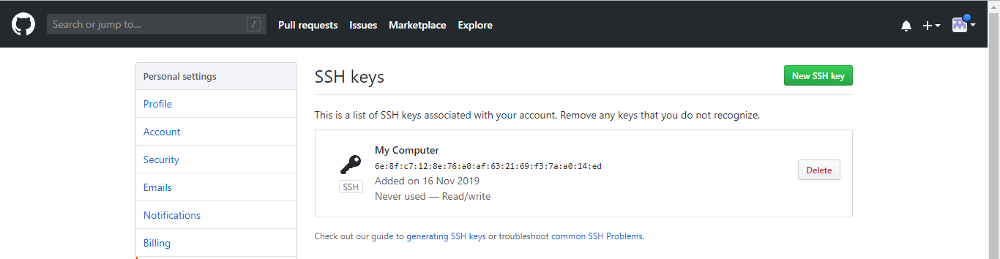 Search or jump to... /
Pull requests Issues Marketplace Explore
Personal settings
Profile
Account
Security
Emails
Notifications
Billing
SSH keys
New SSH key
This is a list of SSH keys associated with your account. Remove any keys that you do not recognize.
SSH
My Computer
6e:8f:c7:12:8e:76:a0:af:63:21:69:f3:7a:a0:14:ed
Added on 16 Nov 2019
Never used — Read/write
Delete
Check out our guide to generating SSH keys or troubleshoot common SSH Problems.